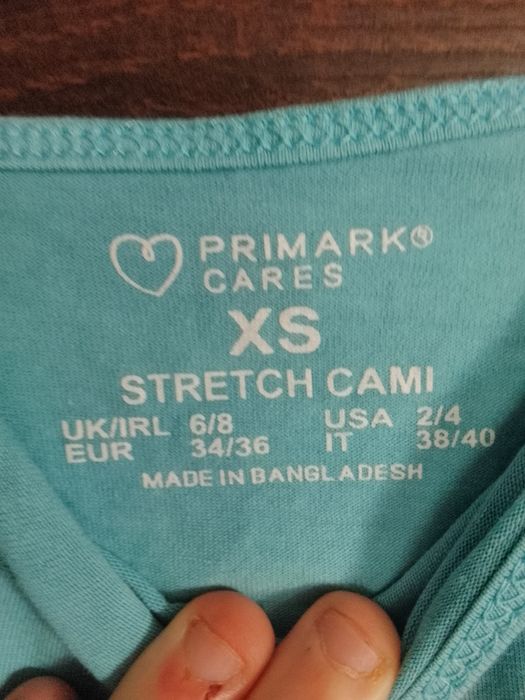 PRIMARK®
CARES
XS
STRETCH CAMI
UK/IRL 6/8 USA 2/4
EUR 34/36 IT 38/40
MADE IN BANGLADESH